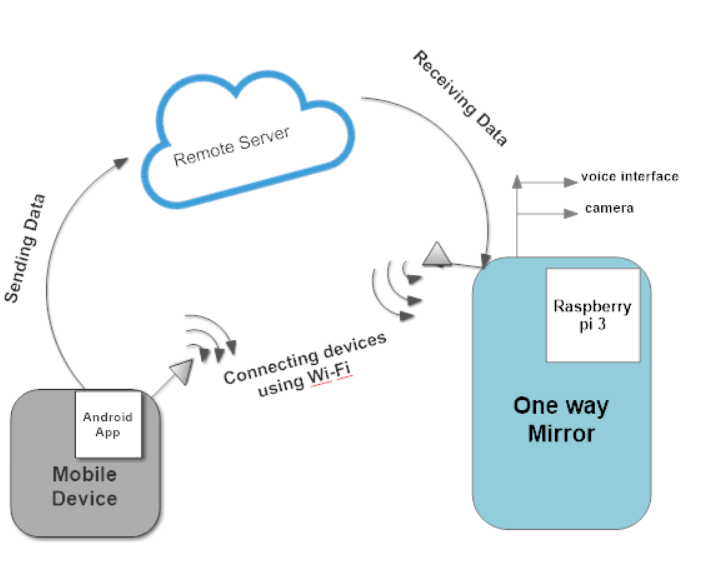 Receiving Data
Remote Server
voice interface
camera
Sending Data
Raspberry
pi 3
Connecting devices
using Wi-Fi
One way
Mirror
Android
App
Mobile
Device